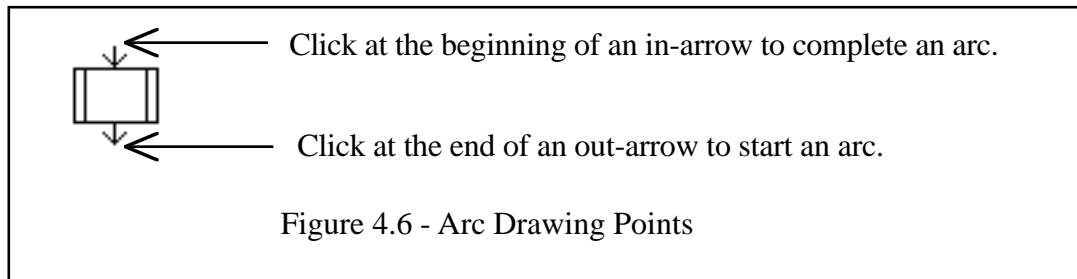 Click at the beginning of an in-arrow to complete an arc.
Click at the end of an out-arrow to start an arc.
Figure 4.6 - Arc Drawing Points